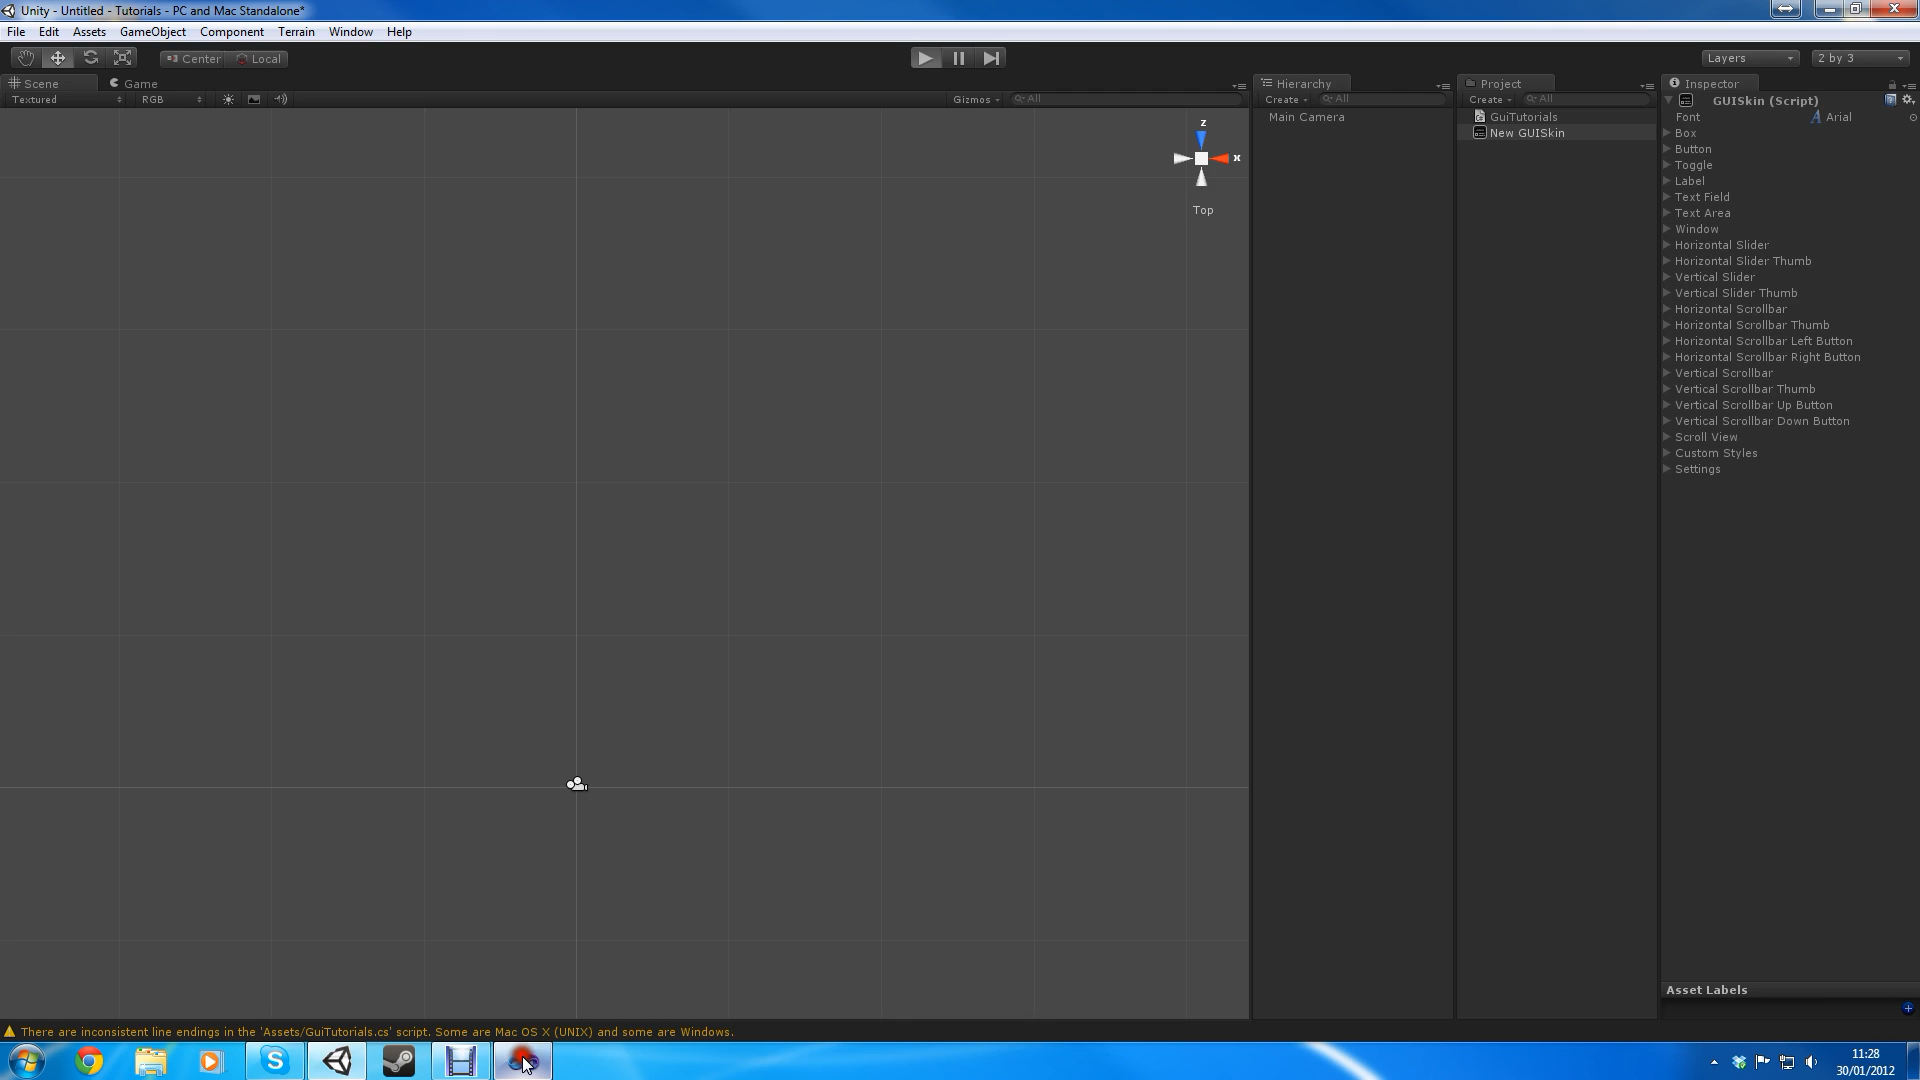 Unity - Untitled - Tutorials - PC and Mac Standalone*
File Edit Assets GameObject Component Terrain Window Help
Center Local
Layers 2 by 3
Scene Game
Textured RGB Gizmos All
z
x
Top
Hierarchy
Create All
Main Camera
Project
Create All
GuiTutorials
New GUISkin
Inspector
GUISkin (Script)
Font Arial
Box
Button
Toggle
Label
Text Field
Text Area
Window
Horizontal Slider
Horizontal Slider Thumb
Vertical Slider
Vertical Slider Thumb
Horizontal Scrollbar
Horizontal Scrollbar Thumb
Horizontal Scrollbar Left Button
Horizontal Scrollbar Right Button
Vertical Scrollbar
Vertical Scrollbar Thumb
Vertical Scrollbar Up Button
Vertical Scrollbar Down Button
Scroll View
Custom Styles
Settings
Asset Labels
There are inconsistent line endings in the 'Assets/GuiTutorials.cs' script. Some are Mac OS X (UNIX) and some are Windows.
11:28
30/01/2012